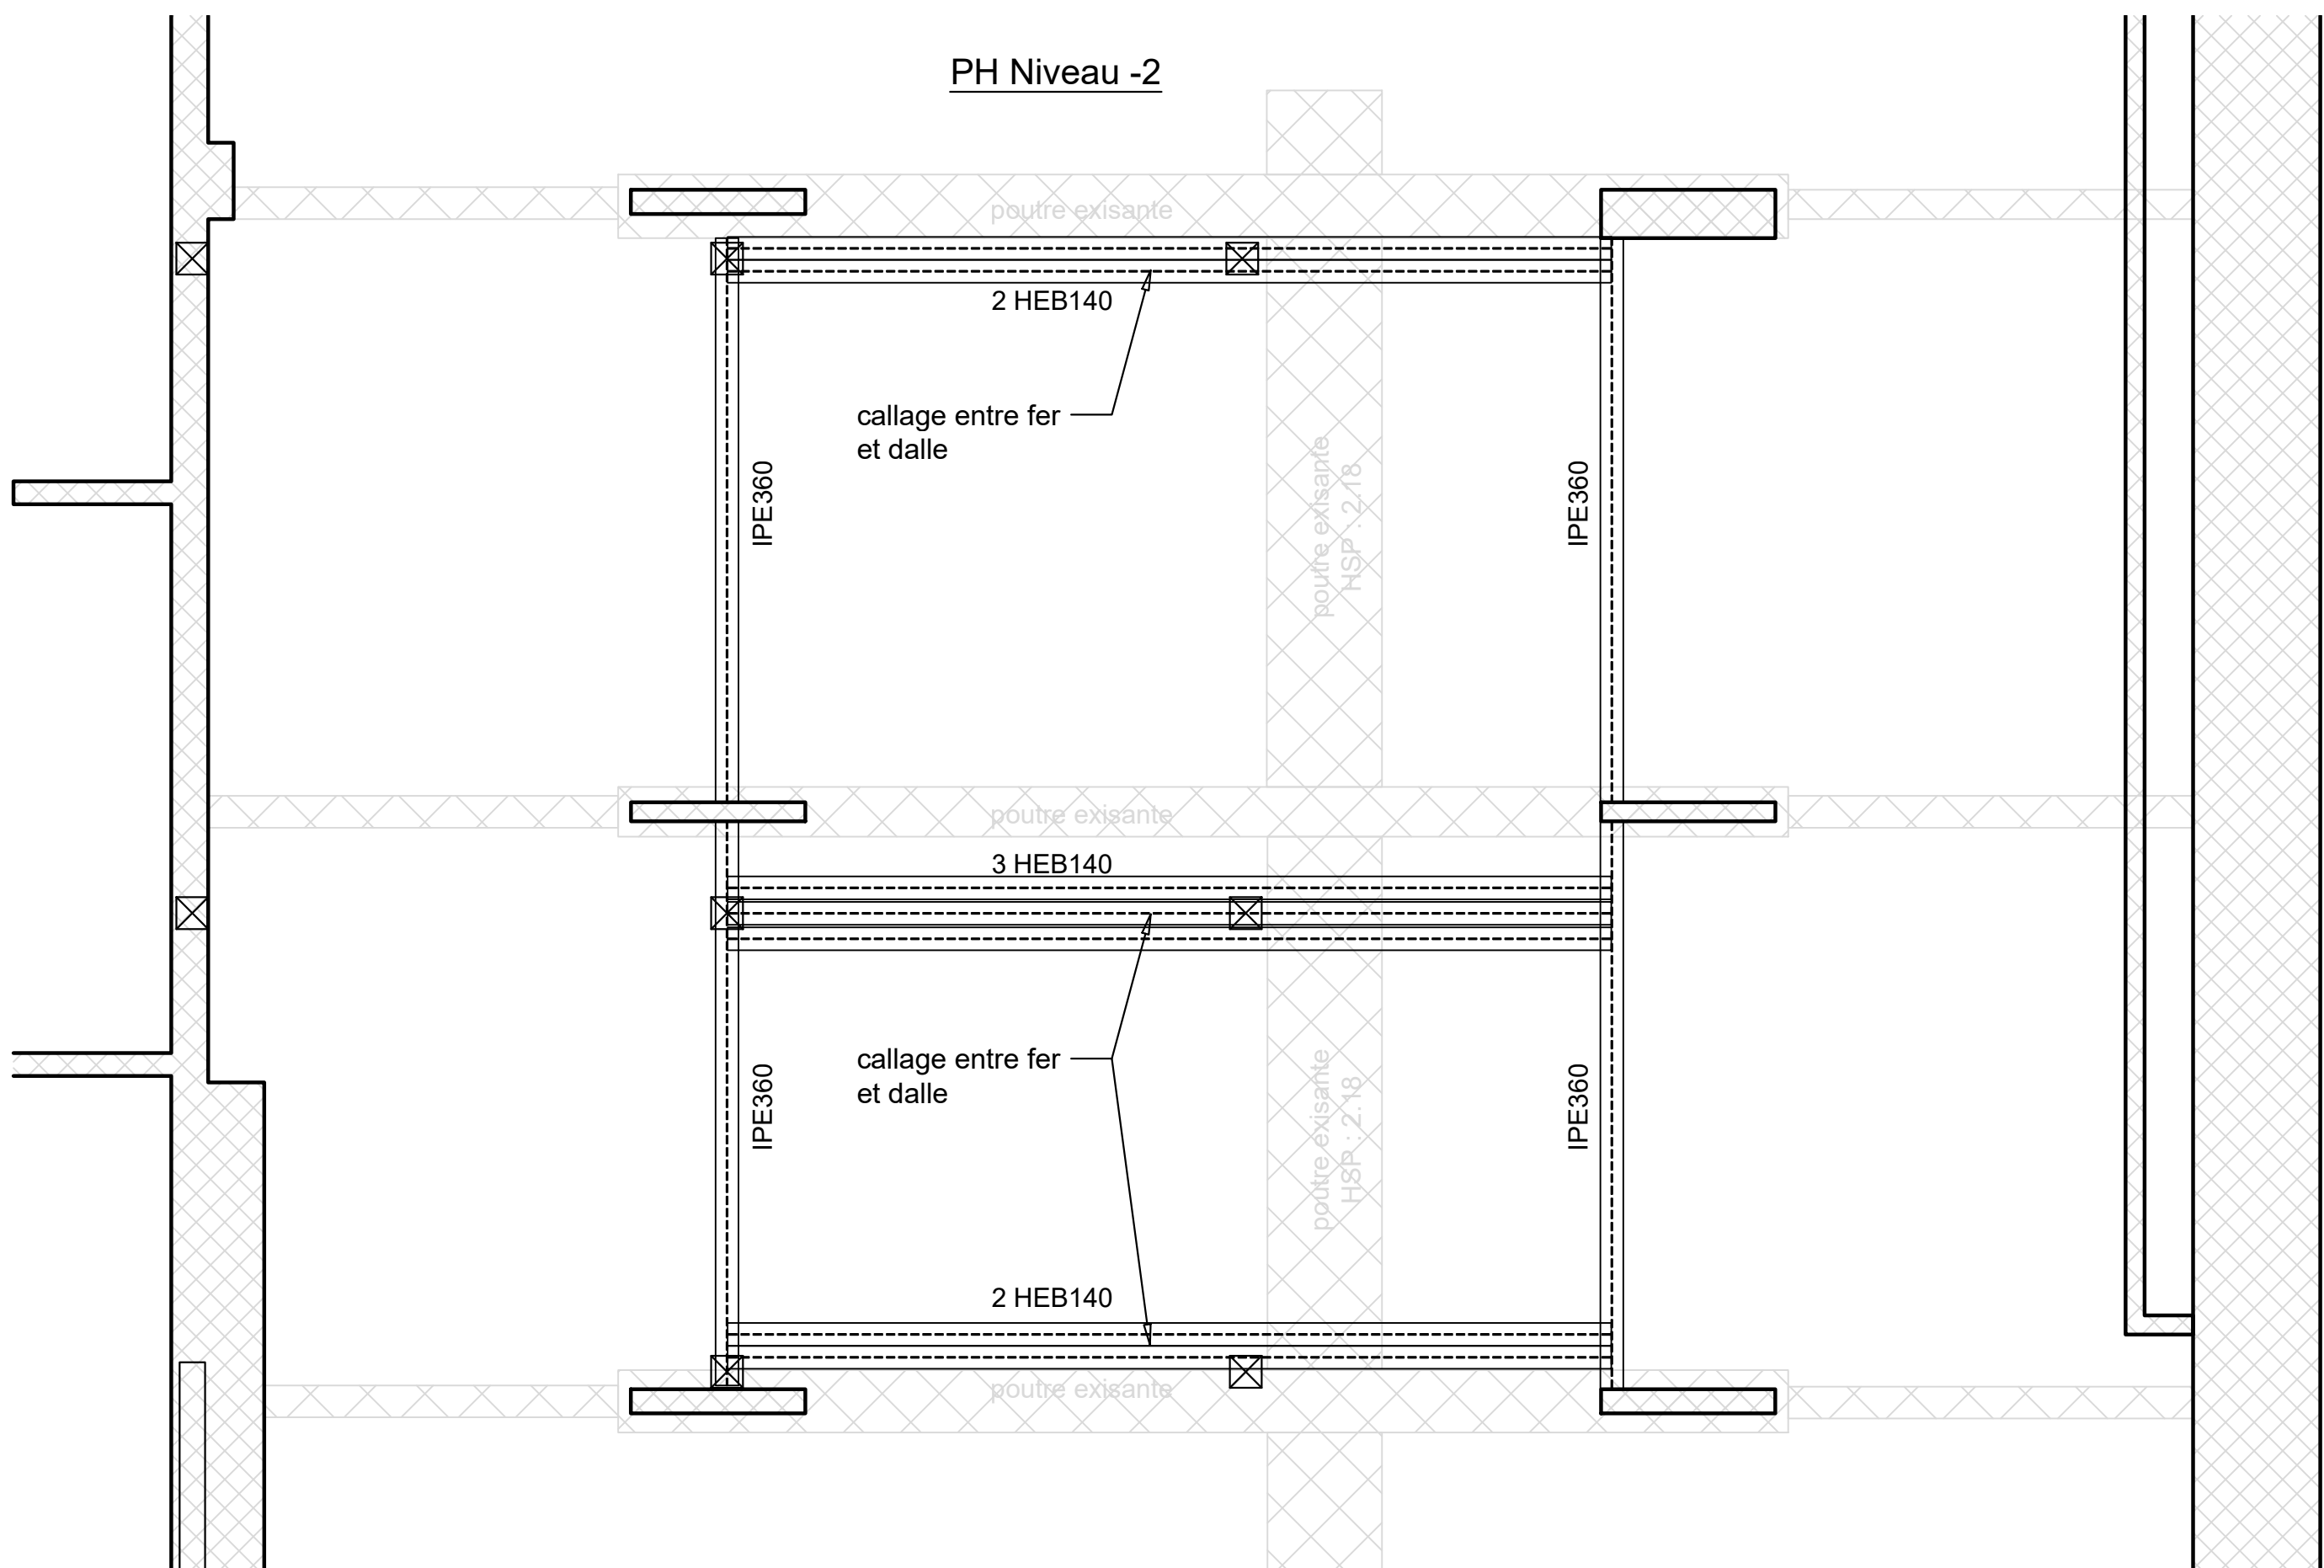 PH Niveau -2
poutre exisante
2 HEB140
callage entre fer
et dalle
IPE360
poutre exisante
HSP : 2.18
IPE360
poutre exisante
3 HEB140
callage entre fer
et dalle
IPE360
poutre exisante
HSP : 2.18
IPE360
2 HEB140
poutre exisante